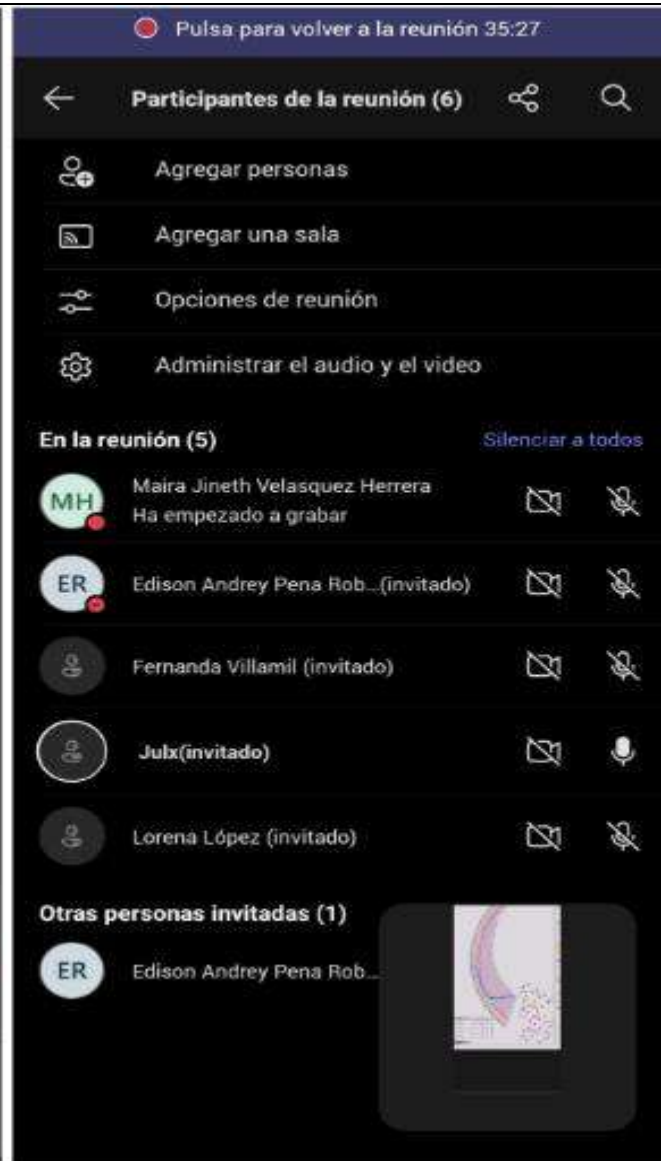 Pulsa para volver a la reunión 35:27
Participantes de la reunión (6)
Agregar personas
Agregar una sala
Opciones de reunión
Administrar el audio y el video
En la reunión (5) Silenciar a todos
MH Maira Jineth Velasquez Herrera
Ha empezado a grabar
ER Edison Andrey Pena Rob...(invitado)
Fernanda Villamil (invitado)
Julx(invitado)
Lorena López (invitado)
Otras personas invitadas (1)
ER Edison Andrey Pena Rob...